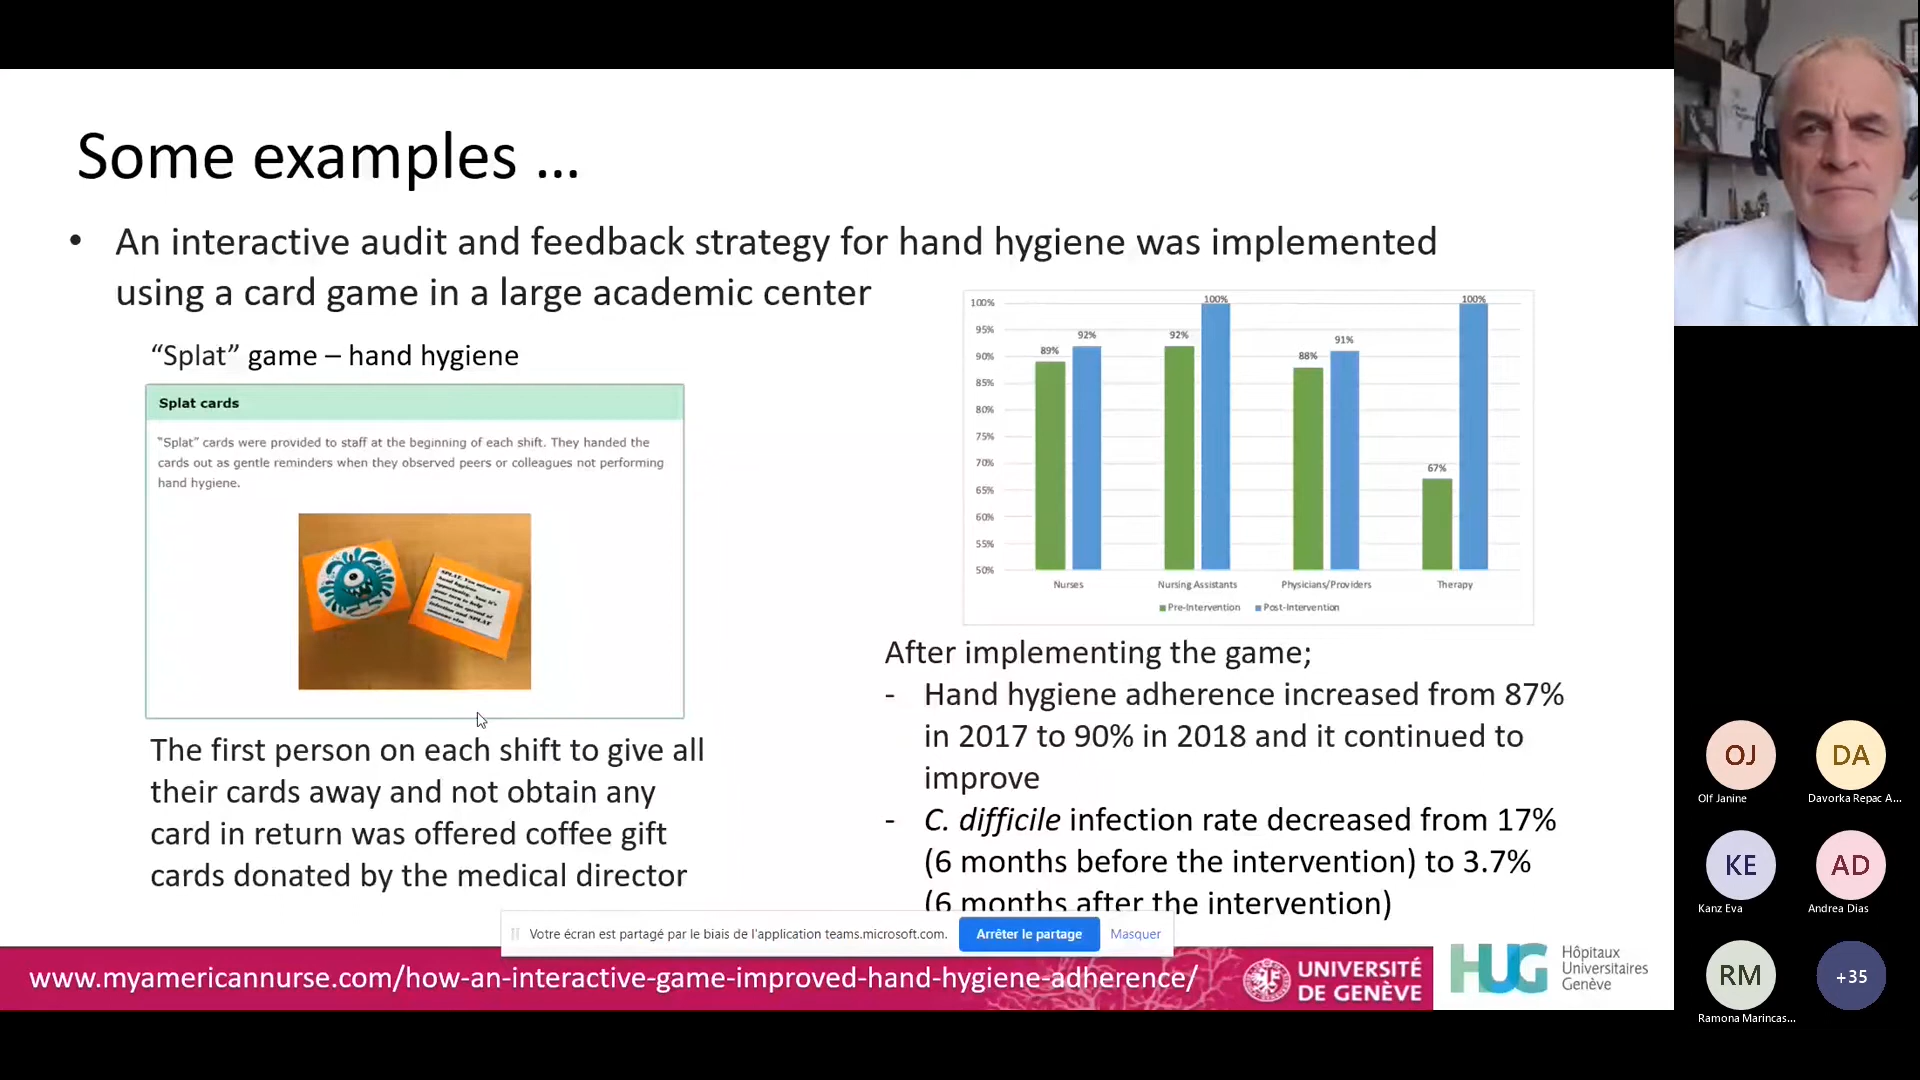 Some examples ...
• An interactive audit and feedback strategy for hand hygiene was implemented
using a card game in a large academic center
“Splat” game – hand hygiene
Splat cards
“Splat” cards were provided to staff at the beginning of each shift. They handed the
cards out as gentle reminders when they observed peers or colleagues not performing
hand hygiene.
The first person on each shift to give all
their cards away and not obtain any
card in return was offered coffee gift
cards donated by the medical director
100%
95%
90%
85%
80%
75%
70%
65%
60%
55%
50%
89% 92%
92% 100%
88% 91%
67% 100%
Nurses Nursing Assistants Physicians/Providers Therapy
Pre-Intervention Post-Intervention
After implementing the game;
- Hand hygiene adherence increased from 87%
in 2017 to 90% in 2018 and it continued to
improve
- C. difficile infection rate decreased from 17%
(6 months before the intervention) to 3.7%
(6 months after the intervention)
Votre écran est partagé par le biais de l'application teams.microsoft.com. Arrêter le partage Masquer
www.myamericannurse.com/how-an-interactive-game-improved-hand-hygiene-adherence/
UNIVERSITÉ
DE GENÈVE
HUG
Hôpitaux
Universitaires
Genève
OJ DA
Olf Janine Davorka Repac A...
KE AD
Kanz Eva Andrea Dias
RM +35
Ramona Marincas...